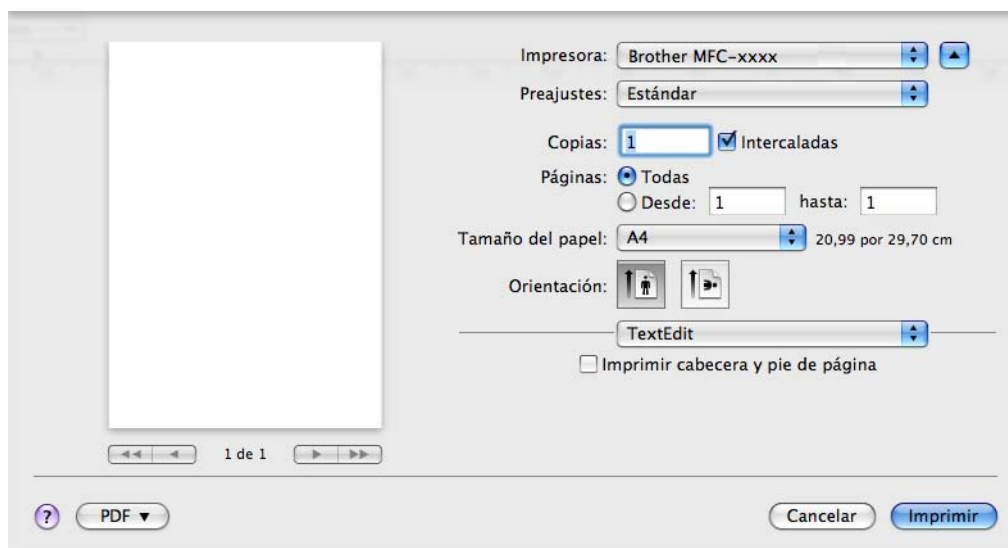 Impresora: Brother MFC-xxxx
Preajustes: Estándar
Copias: 1 Intercaladas
Páginas: Todas
Desde: 1 hasta: 1
Tamaño del papel: A4 20,99 por 29,70 cm
Orientación:
TextEdit
Imprimir cabecera y pie de página
1 de 1
? PDF Cancelar Imprimir